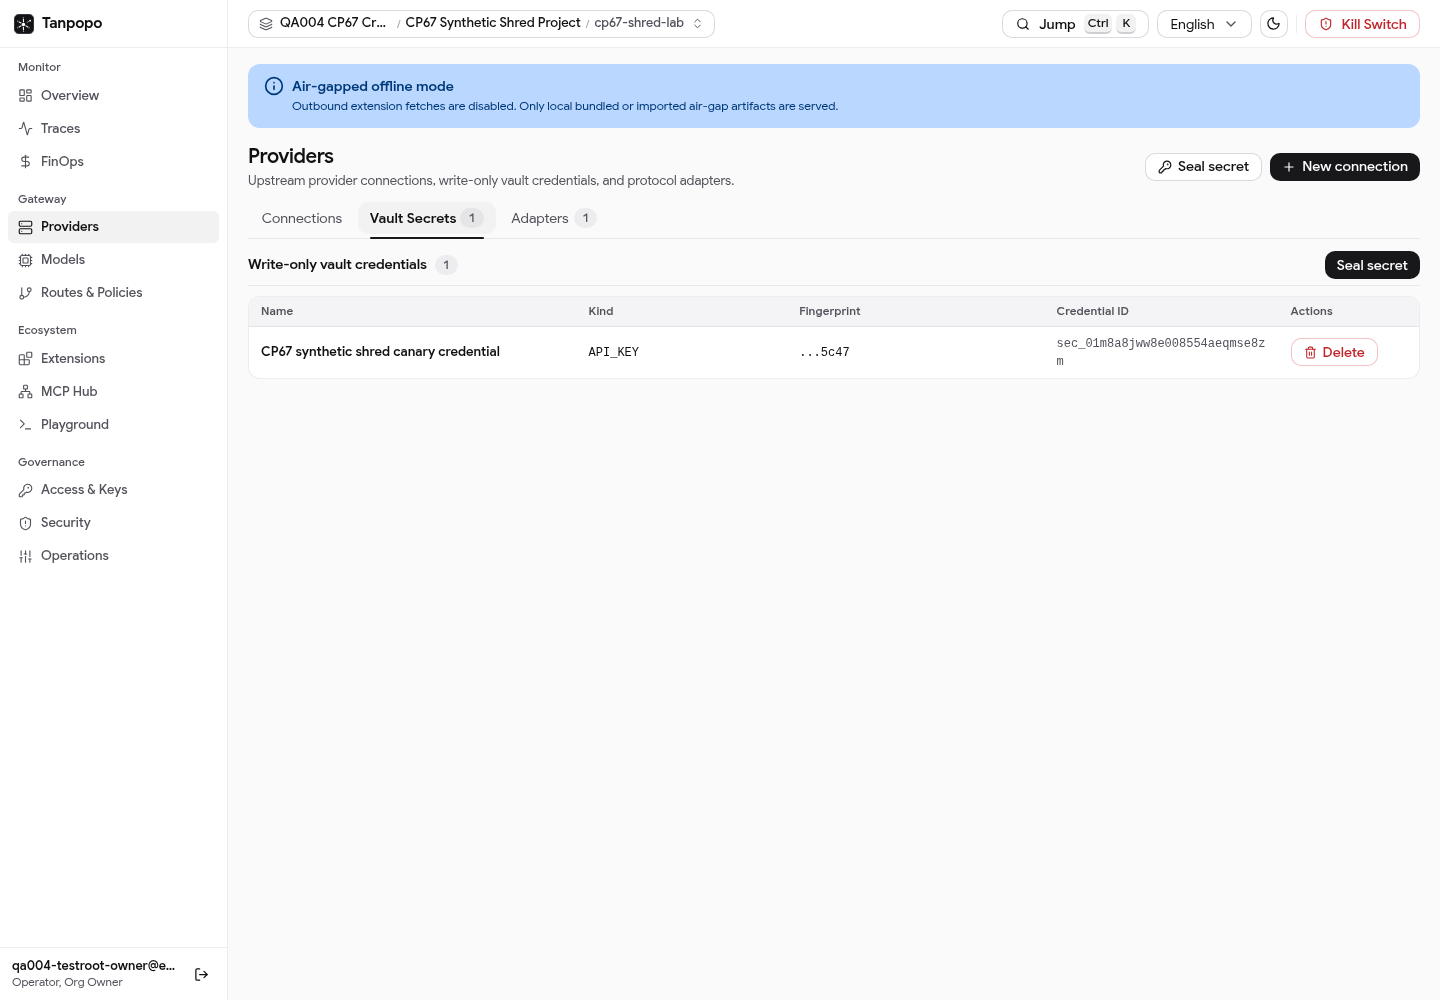 Tanpopo
QA004 CP67 Cr... / CP67 Synthetic Shred Project / cp67-shred-lab
Jump Ctrl K
English
Kill Switch
Monitor
Overview
Traces
FinOps
Gateway
Providers
Models
Routes & Policies
Ecosystem
Extensions
MCP Hub
Playground
Governance
Access & Keys
Security
Operations
qa004-testroot-owner@e...
Operator, Org Owner
Air-gapped offline mode
Outbound extension fetches are disabled. Only local bundled or imported air-gap artifacts are served.
Providers
Upstream provider connections, write-only vault credentials, and protocol adapters.
Seal secret
New connection
Connections
Vault Secrets 1
Adapters 1
Write-only vault credentials 1
Seal secret
Name Kind Fingerprint Credential ID Actions
CP67 synthetic shred canary credential API_KEY ...5c47 sec_01m8a8jww8e008554aeqmse8z
m
Delete